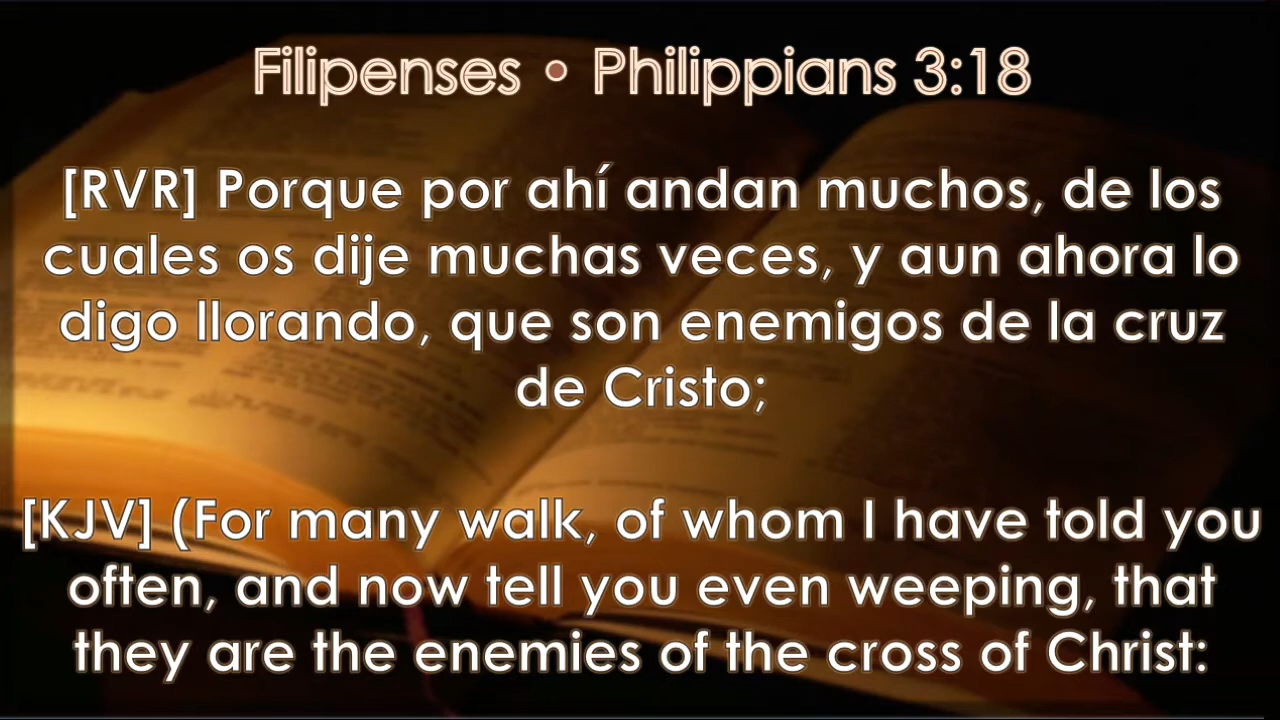 Filipenses • Philippians 3:18
[RVR] Porque por ahí andan muchos, de los
cuales os dije muchas veces, y aun ahora lo
digo llorando, que son enemigos de la cruz
de Cristo;
[KJV] (For many walk, of whom I have told you
often, and now tell you even weeping, that
they are the enemies of the cross of Christ: